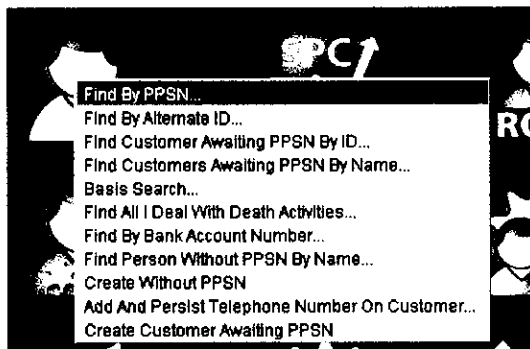 SPC
Find By PPSN...
RO
Find By Alternate ID...
Find Customer Awaiting PPSN By ID...
Find Customers Awaiting PPSN By Name...
Basis Search...
Find All I Deal With Death Activities...
Find By Bank Account Number...
Find Person Without PPSN By Name...
Create Without PPSN
Add And Persist Telephone Number On Customer...
Create Customer Awaiting PPSN